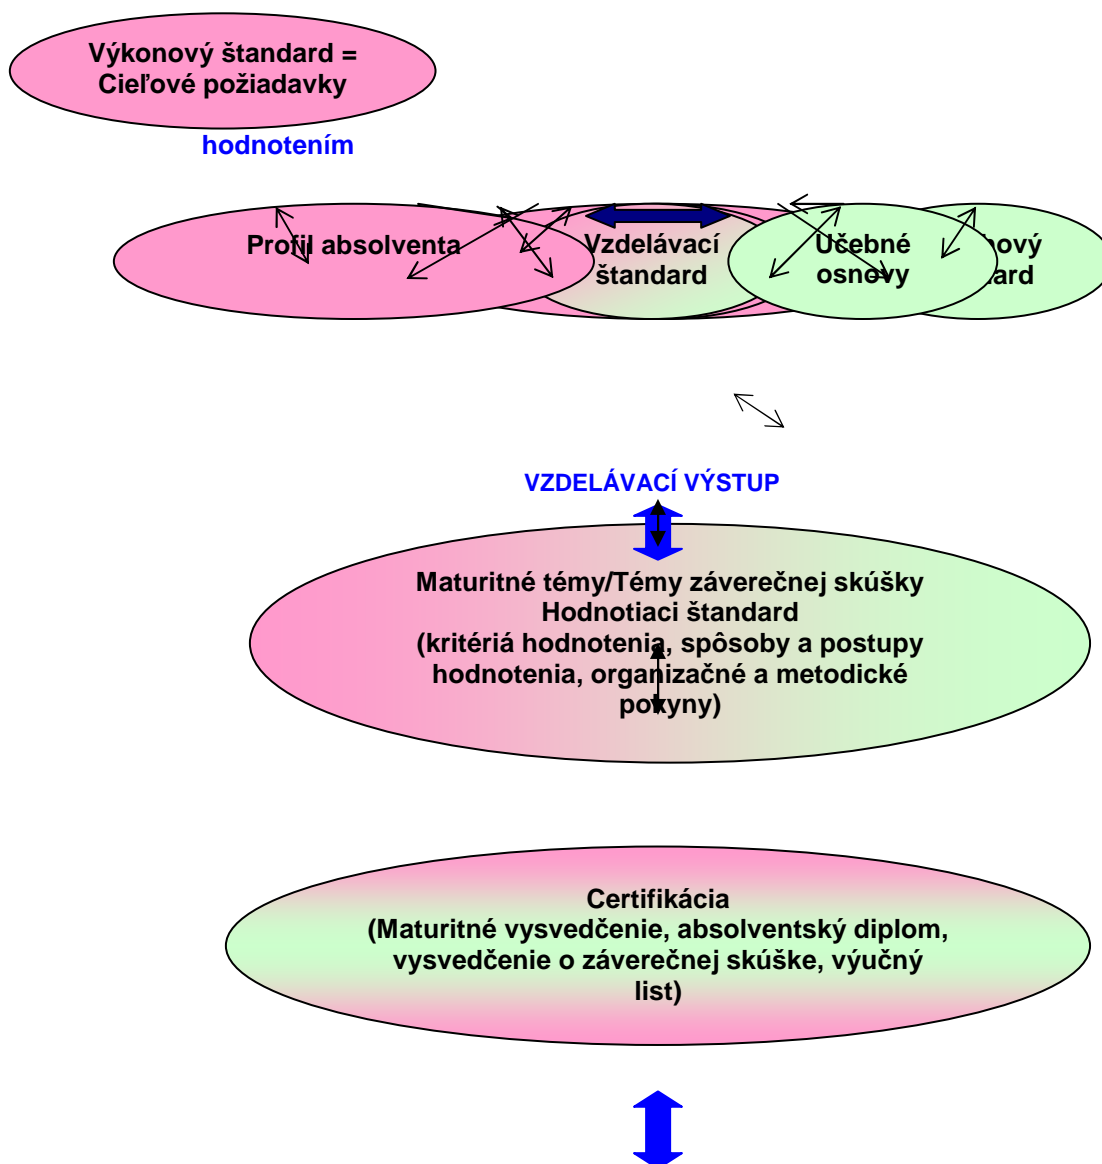 Výkonový štandard =
Cieľové požiadavky
hodnotením
Profil absolventa
Vzdelávací
štandard
Učebné
osnovy
VZDELÁVACÍ VÝSTUP
Maturitné témy/Témy záverečnej skúšky
Hodnotiaci štandard
(kritériá hodnotenia, spôsoby a postupy
hodnotenia, organizačné a metodické
pokyny)
Certifikácia
(Maturitné vysvedčenie, absolventský diplom,
vysvedčenie o záverečnej skúške, výučný
list)